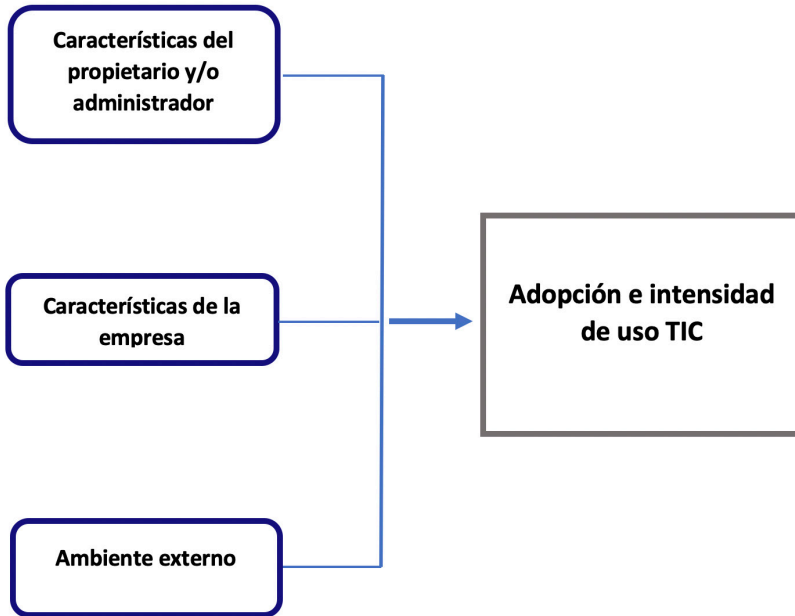 Características del
propietario y/o
administrador
Características de la
empresa
Adopción e intensidad
de uso TIC
Ambiente externo